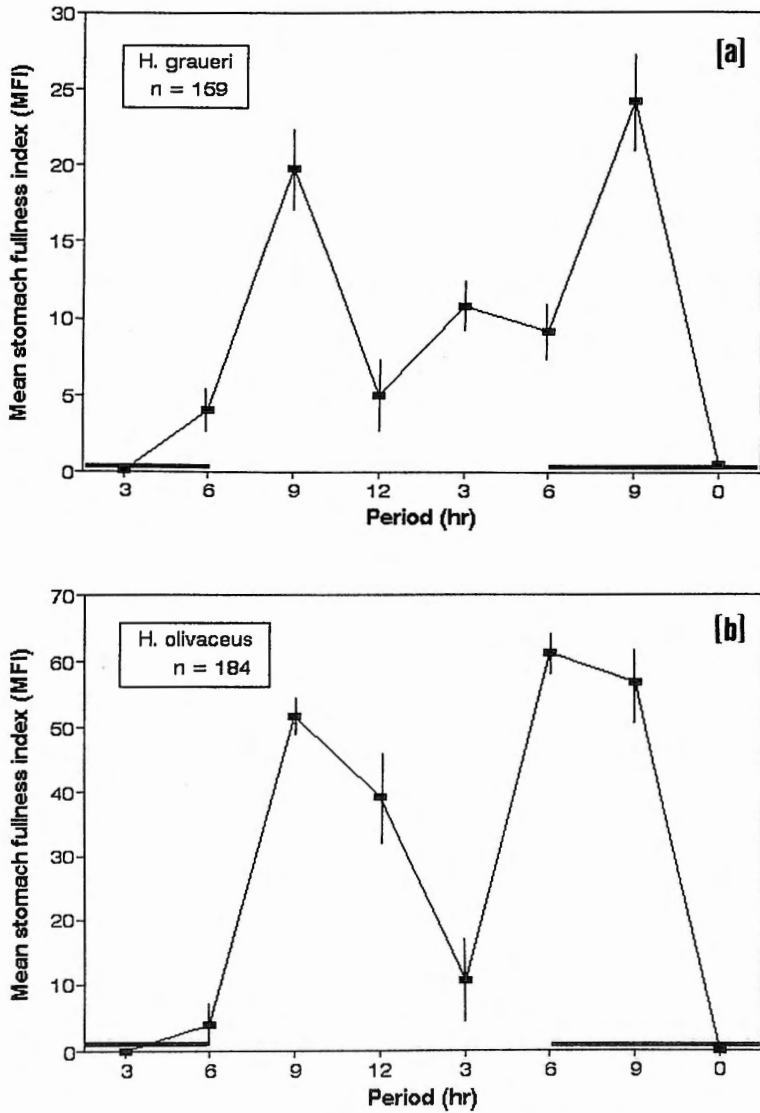 [a]
H. graueri
n = 159
Mean stomach fullness index (MFI)
30
25
20
15
10
5
0
3 6 9 12 3 6 9 0
Period (hr)
[b]
H. olivaceus
n = 184
Mean stomach fullness index (MFI)
70
60
50
40
30
20
10
0
3 6 9 12 3 6 9 0
Period (hr)